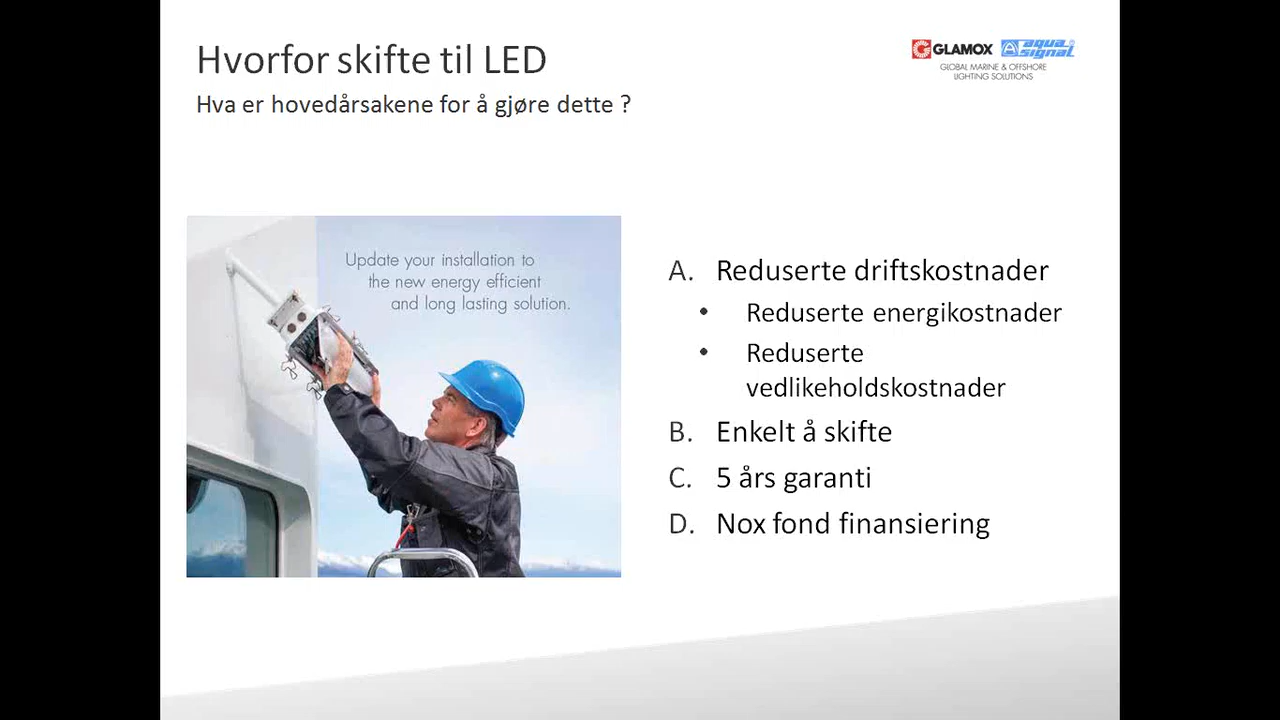 Hvorfor skifte til LED
Hva er hovedårsakene for å gjøre dette ?
GLAMOX aqua signal
GLOBAL MARINE & OFFSHORE
LIGHTING SOLUTIONS
Update your installation to
the new energy efficient
and long lasting solution.
A. Reduserte driftskostnader
• Reduserte energikostnader
• Reduserte
vedlikeholdskostnader
B. Enkelt å skifte
C. 5 års garanti
D. Nox fond finansiering